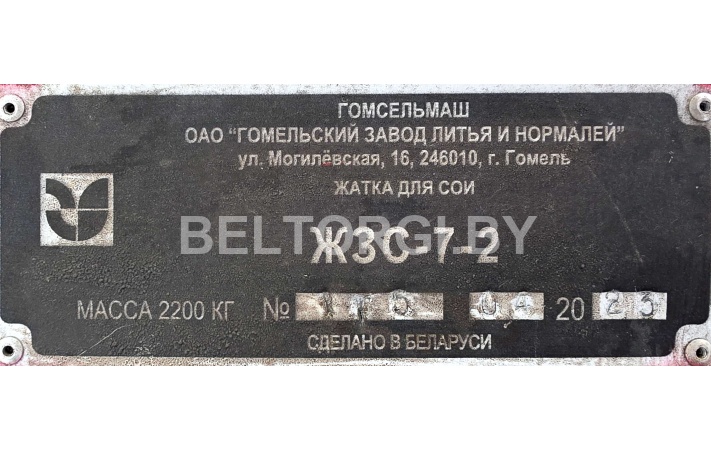 ГОМСЕЛЬМАШ
ОАО "ГОМЕЛЬСКИЙ ЗАВОД ЛИТЬЯ И НОРМАЛЕЙ"
ул. Могилёвская, 16, 246010, г. Гомель
ЖАТКА ДЛЯ СОИ
BELTORGI.BY
ЖЗС-7-2
МАССА 2200 КГ № 20 23
СДЕЛАНО В БЕЛАРУСИ